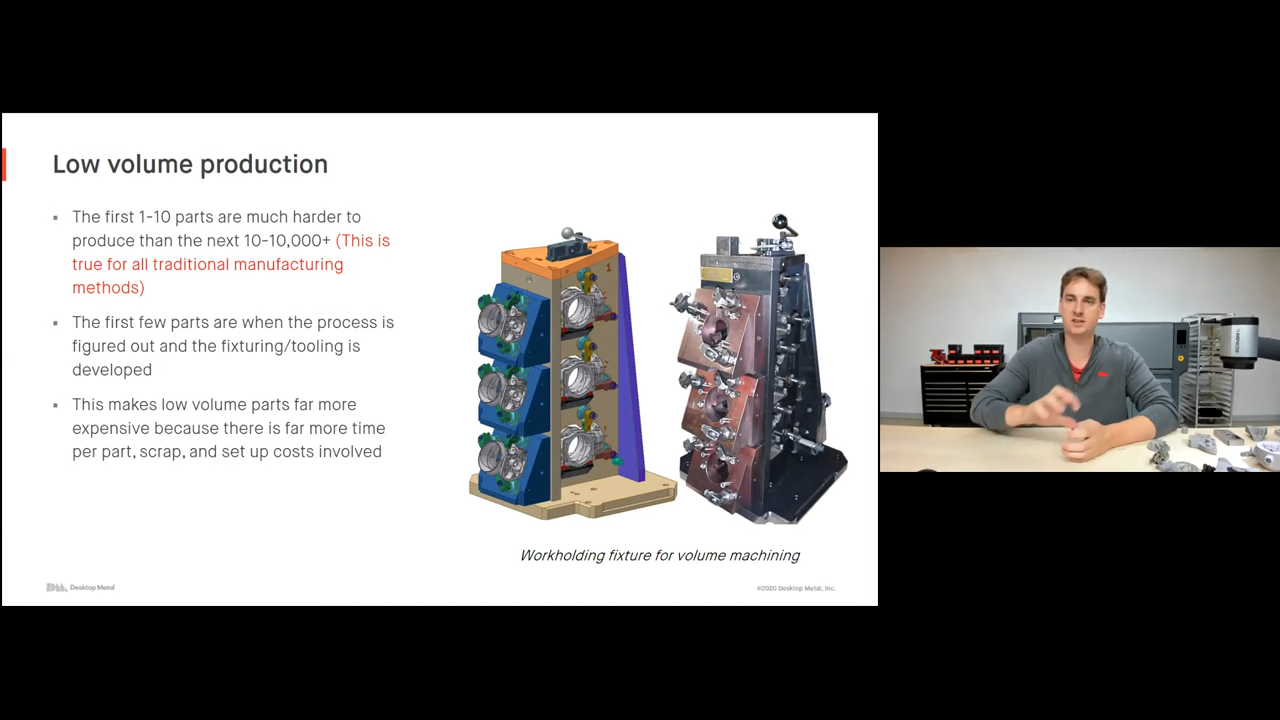 Low volume production
▪ The first 1-10 parts are much harder to
produce than the next 10-10,000+ (This is
true for all traditional manufacturing
methods)
▪ The first few parts are when the process is
figured out and the fixturing/tooling is
developed
▪ This makes low volume parts far more
expensive because there is far more time
per part, scrap, and set up costs involved
1
Workholding fixture for volume machining
DM Desktop Metal
©2020 Desktop Metal, Inc.